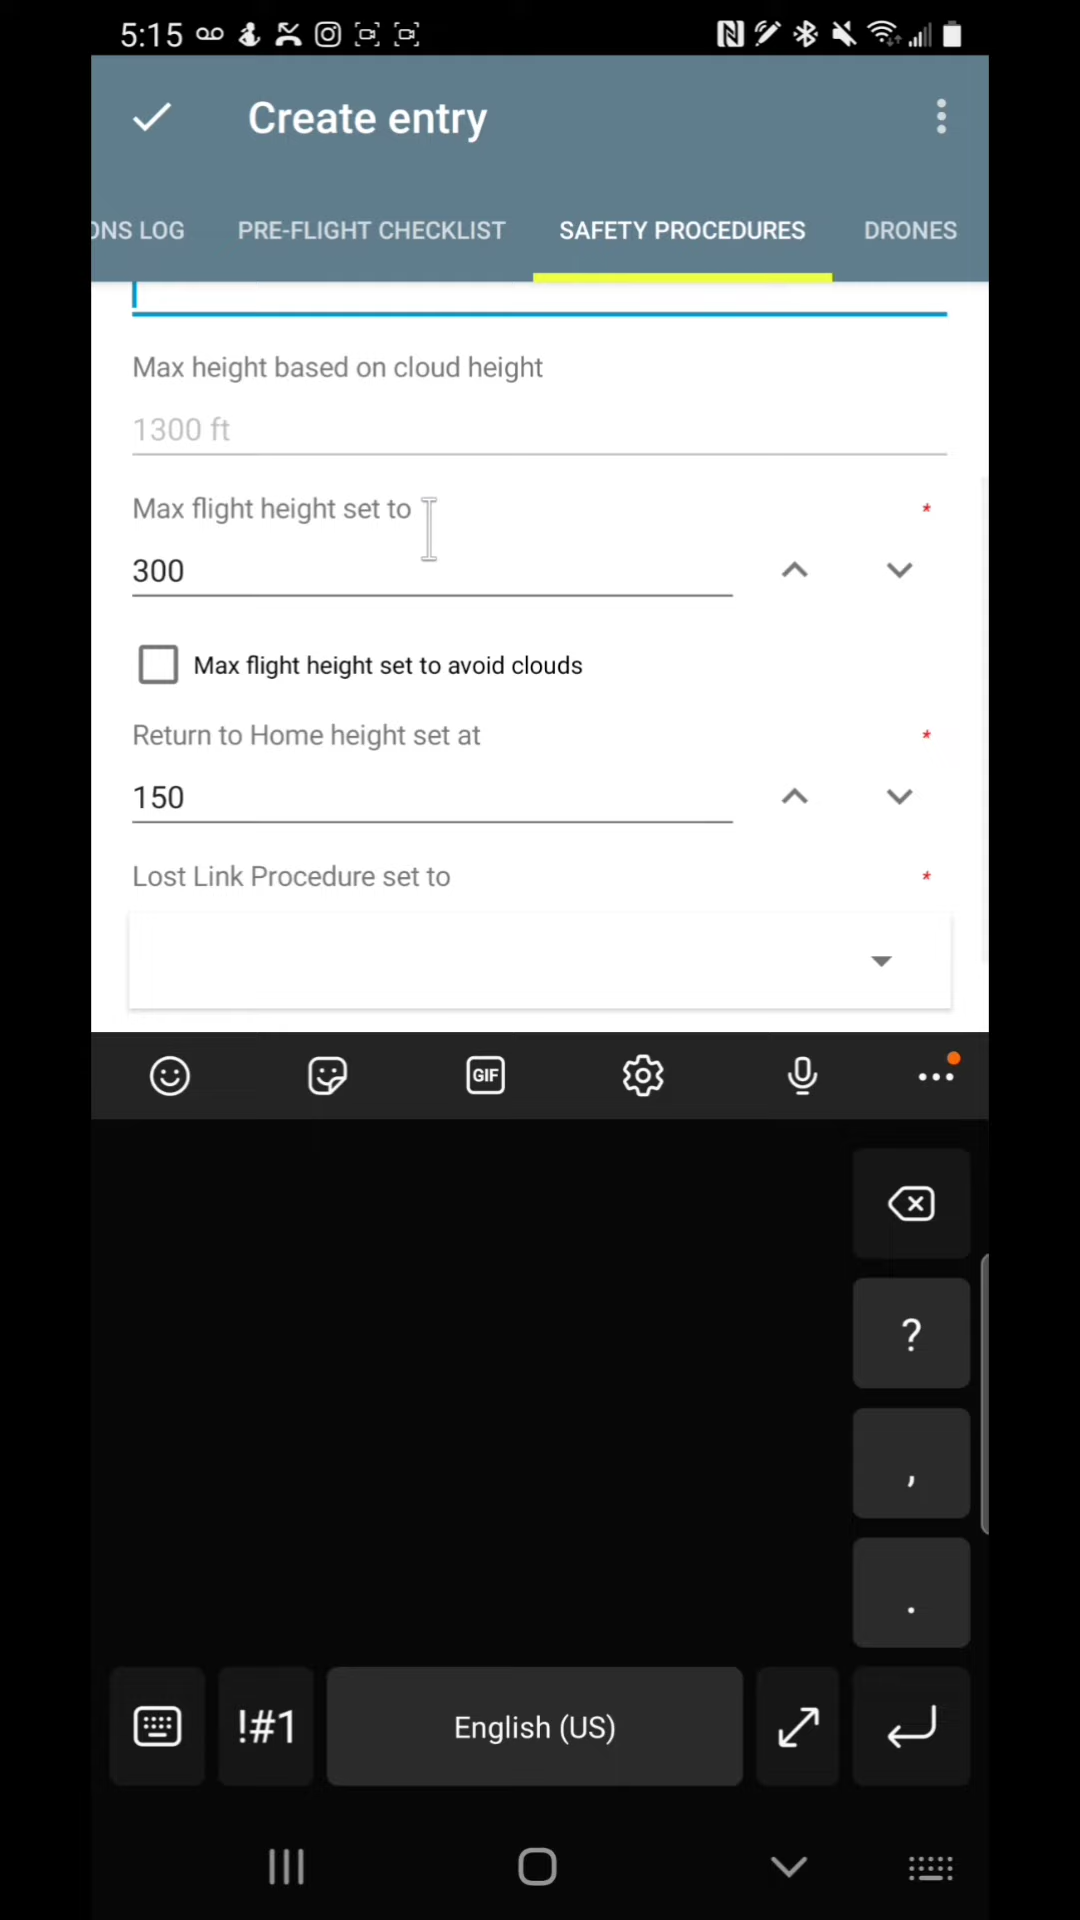 5:15
Create entry
ONS LOG PRE-FLIGHT CHECKLIST SAFETY PROCEDURES DRONES
Max height based on cloud height
1300 ft
Max flight height set to *
300
Max flight height set to avoid clouds
Return to Home height set at *
150
Lost Link Procedure set to *
GIF
?
,
.
!#1 English (US)